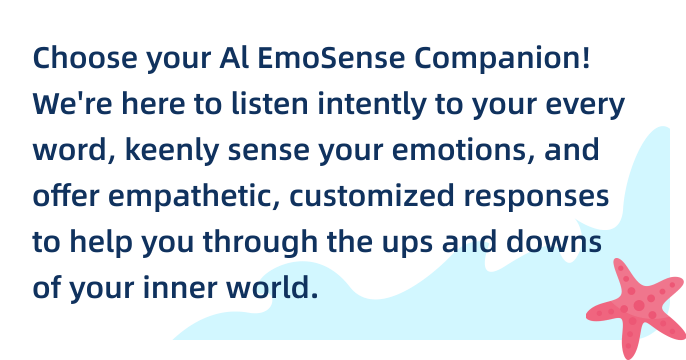 Choose your Al EmoSense Companion!
We're here to listen intently to your every
word, keenly sense your emotions, and
offer empathetic, customized responses
to help you through the ups and downs
of your inner world.